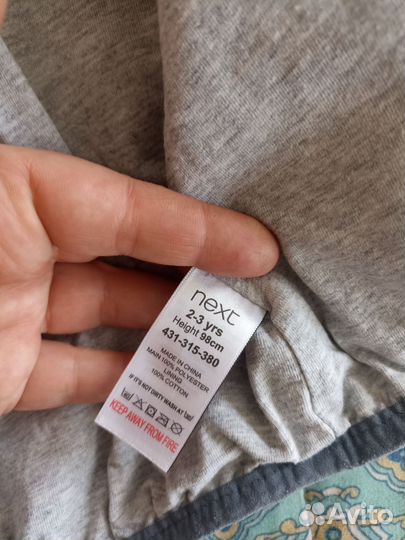 next
2-3 yrs
Height 98cm
431-315-380
MADE IN CHINA
MAIN 100% POLYESTER
LINING
100% COTTON
IF IT'S NOT DIRTY WASH AT
KEEP AWAY FROM FIRE
Avito